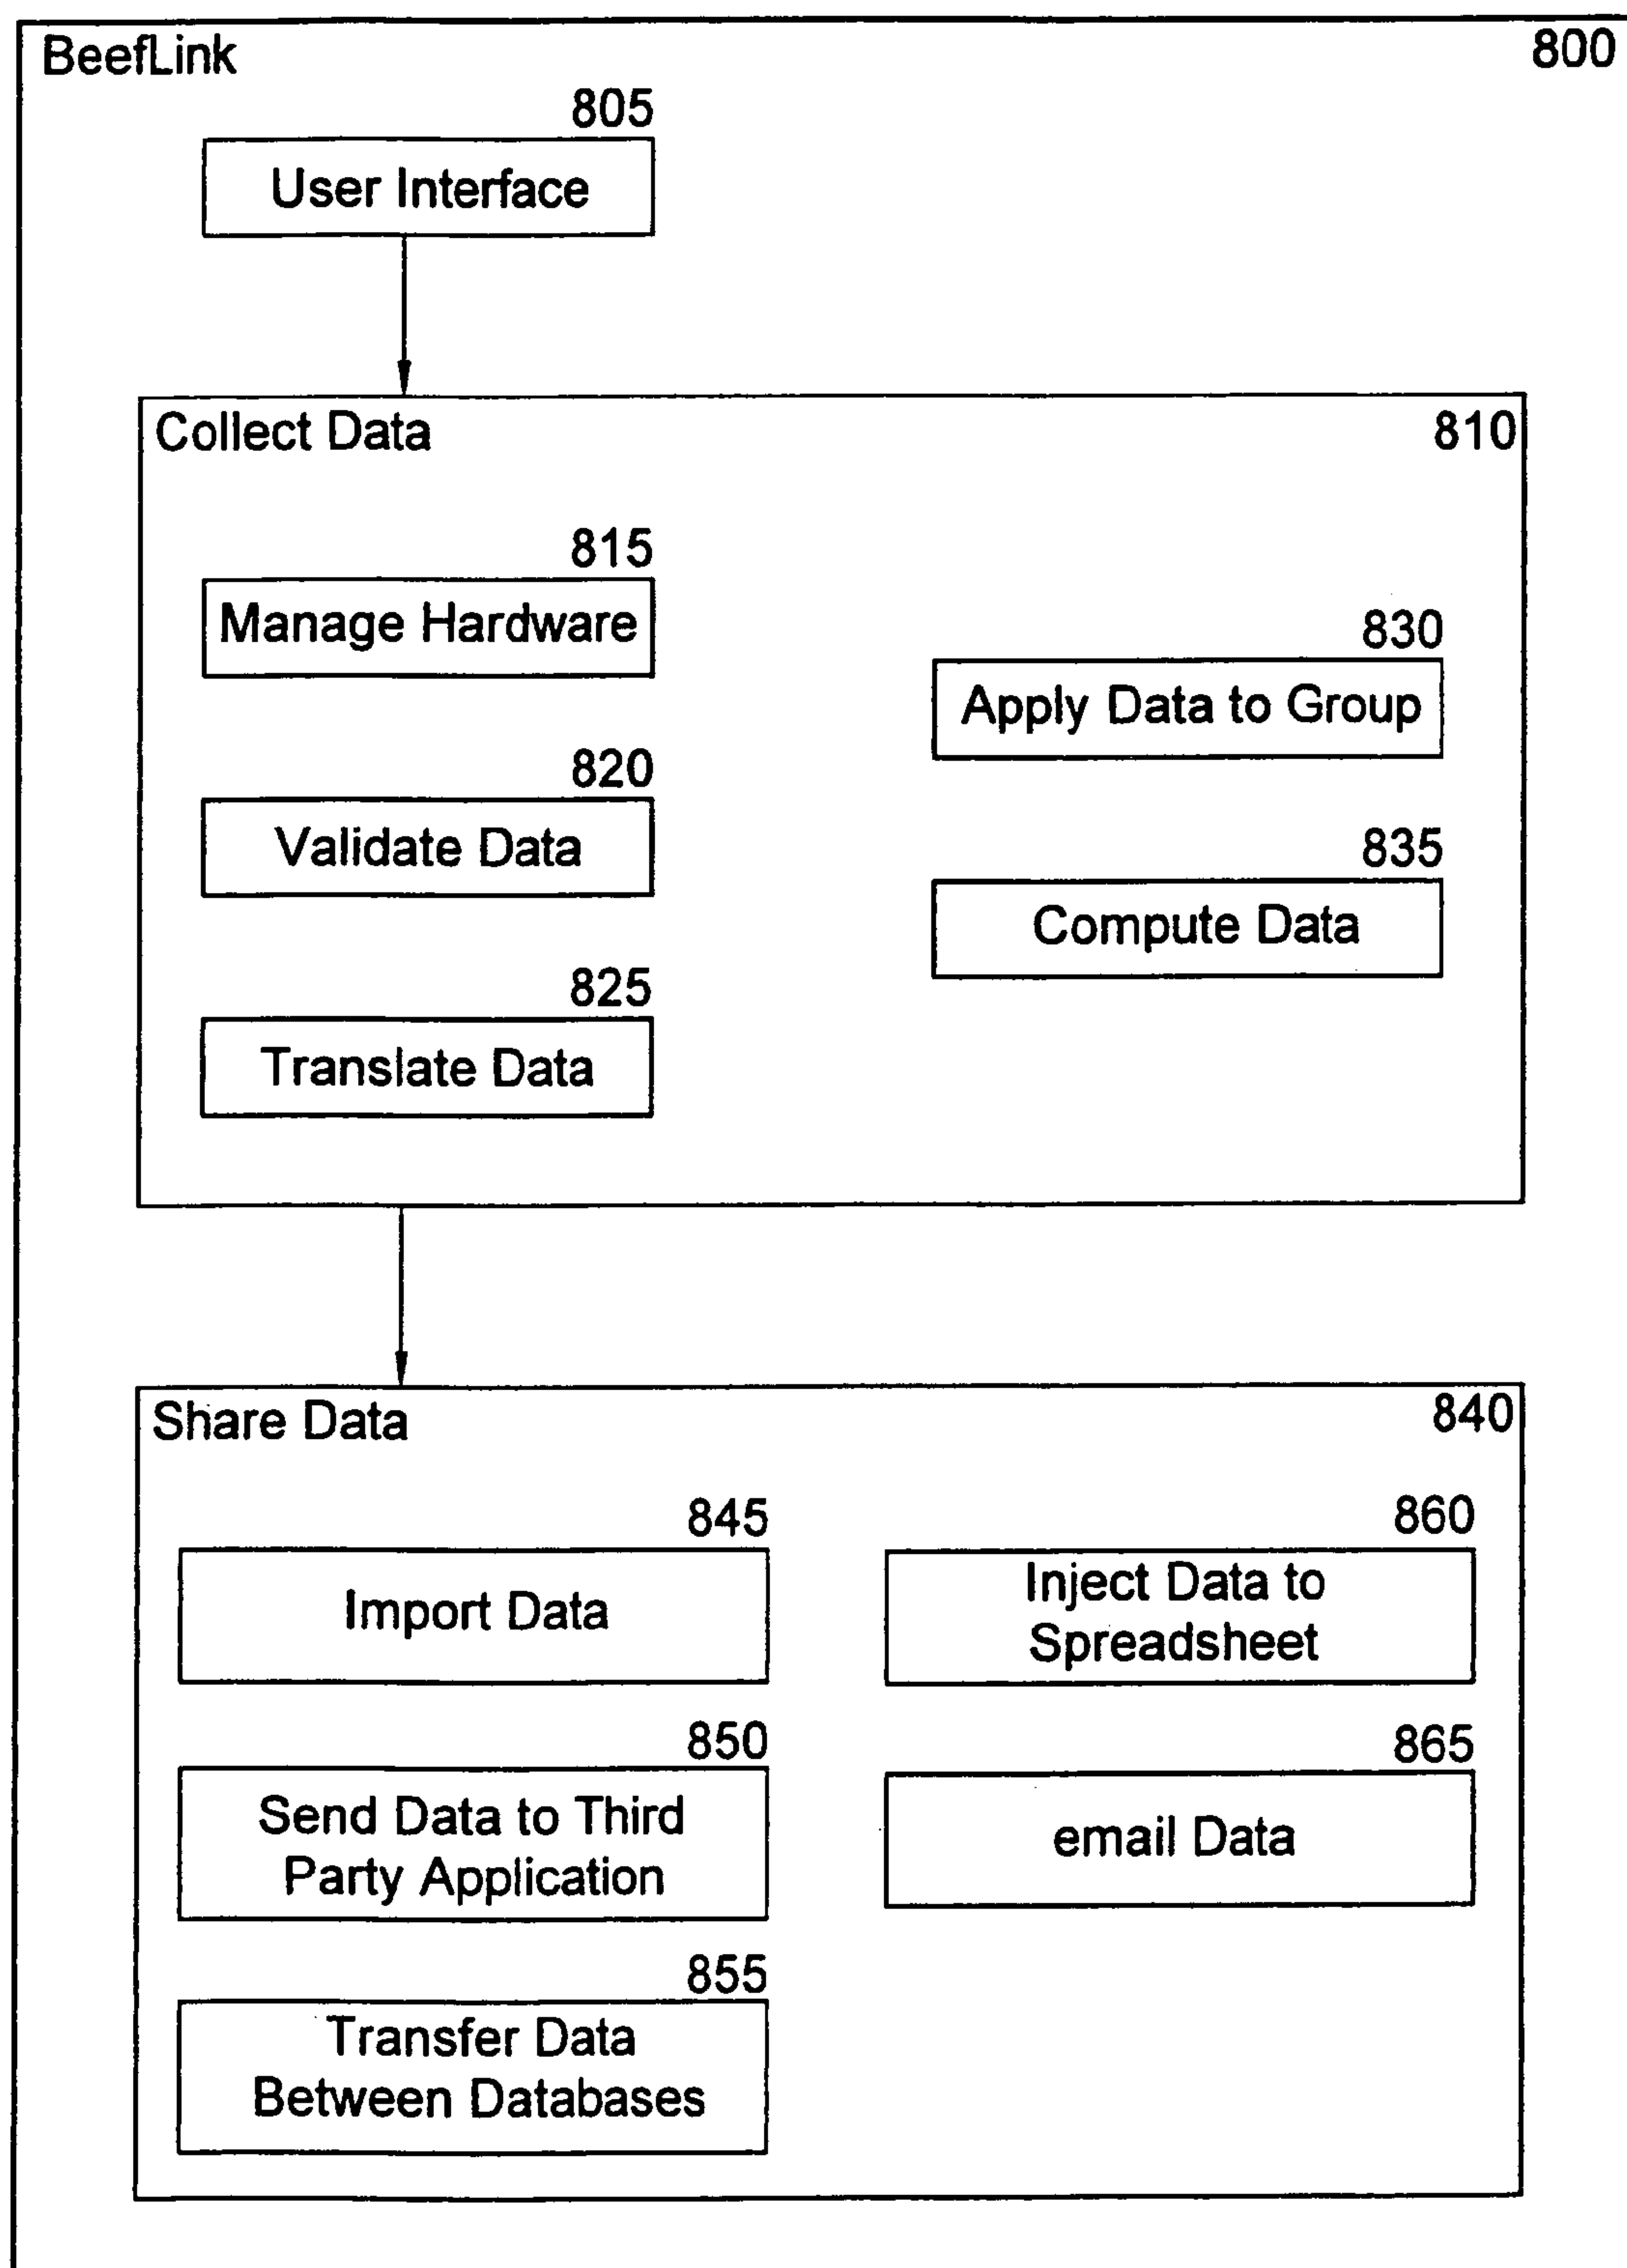 BeefLink 800
805
User Interface
Collect Data 810
815
Manage Hardware
820
Validate Data
825
Translate Data
830
Apply Data to Group
835
Compute Data
Share Data 840
845
Import Data
850
Send Data to Third
Party Application
855
Transfer Data
Between Databases
860
Inject Data to
Spreadsheet
865
email Data